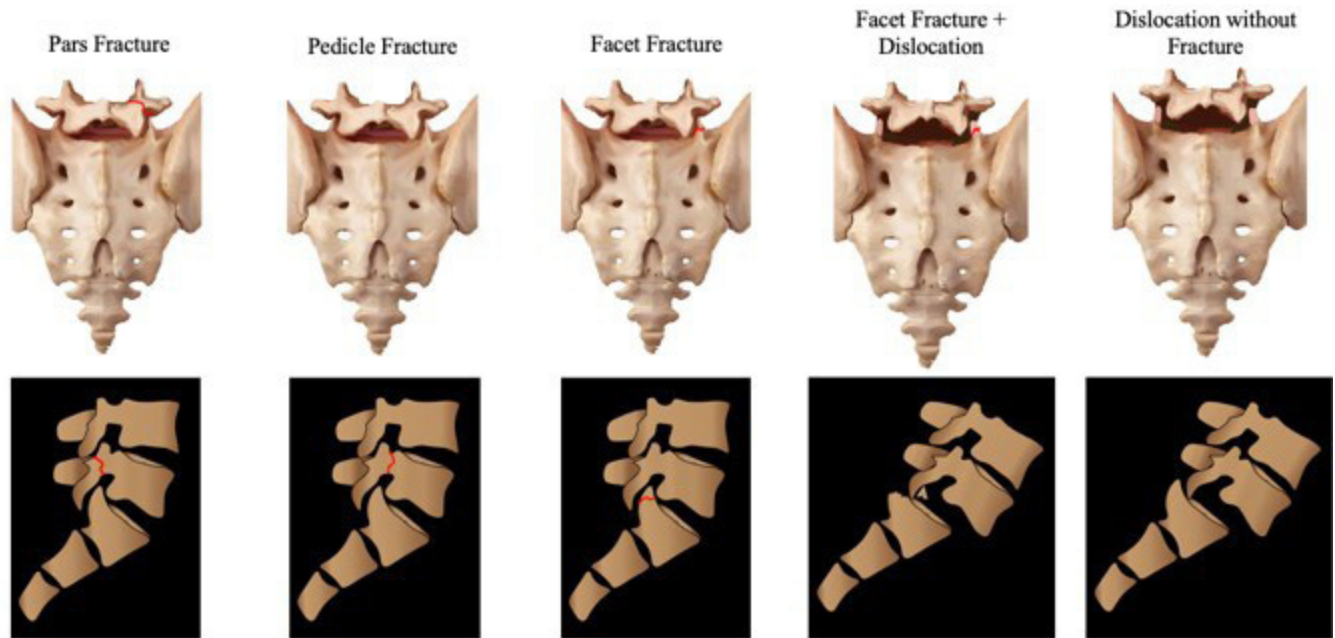 Pars Fracture
Pedicle Fracture
Facet Fracture
Facet Fracture +
Dislocation
Dislocation without
Fracture